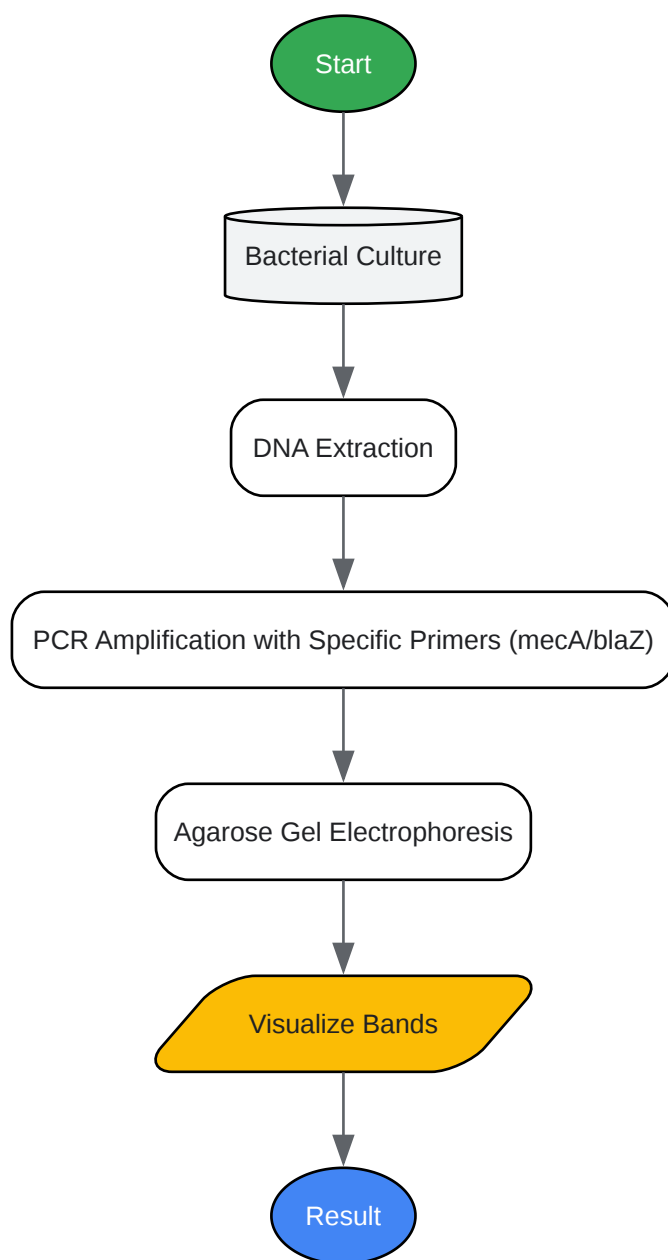 Start
Bacterial Culture
DNA Extraction
PCR Amplification with Specific Primers (mecA/blaZ)
Agarose Gel Electrophoresis
Visualize Bands
Result